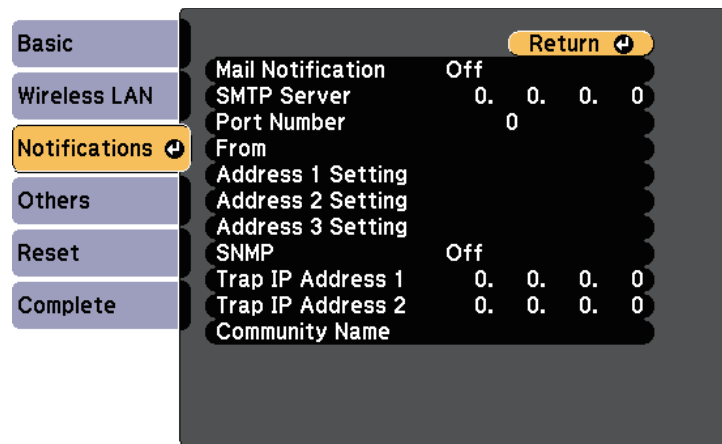 Basic
Wireless LAN
Notifications
Others
Reset
Complete
Return
Mail Notification Off
SMTP Server 0. 0. 0. 0
Port Number 0
From
Address 1 Setting
Address 2 Setting
Address 3 Setting
SNMP Off
Trap IP Address 1 0. 0. 0. 0
Trap IP Address 2 0. 0. 0. 0
Community Name